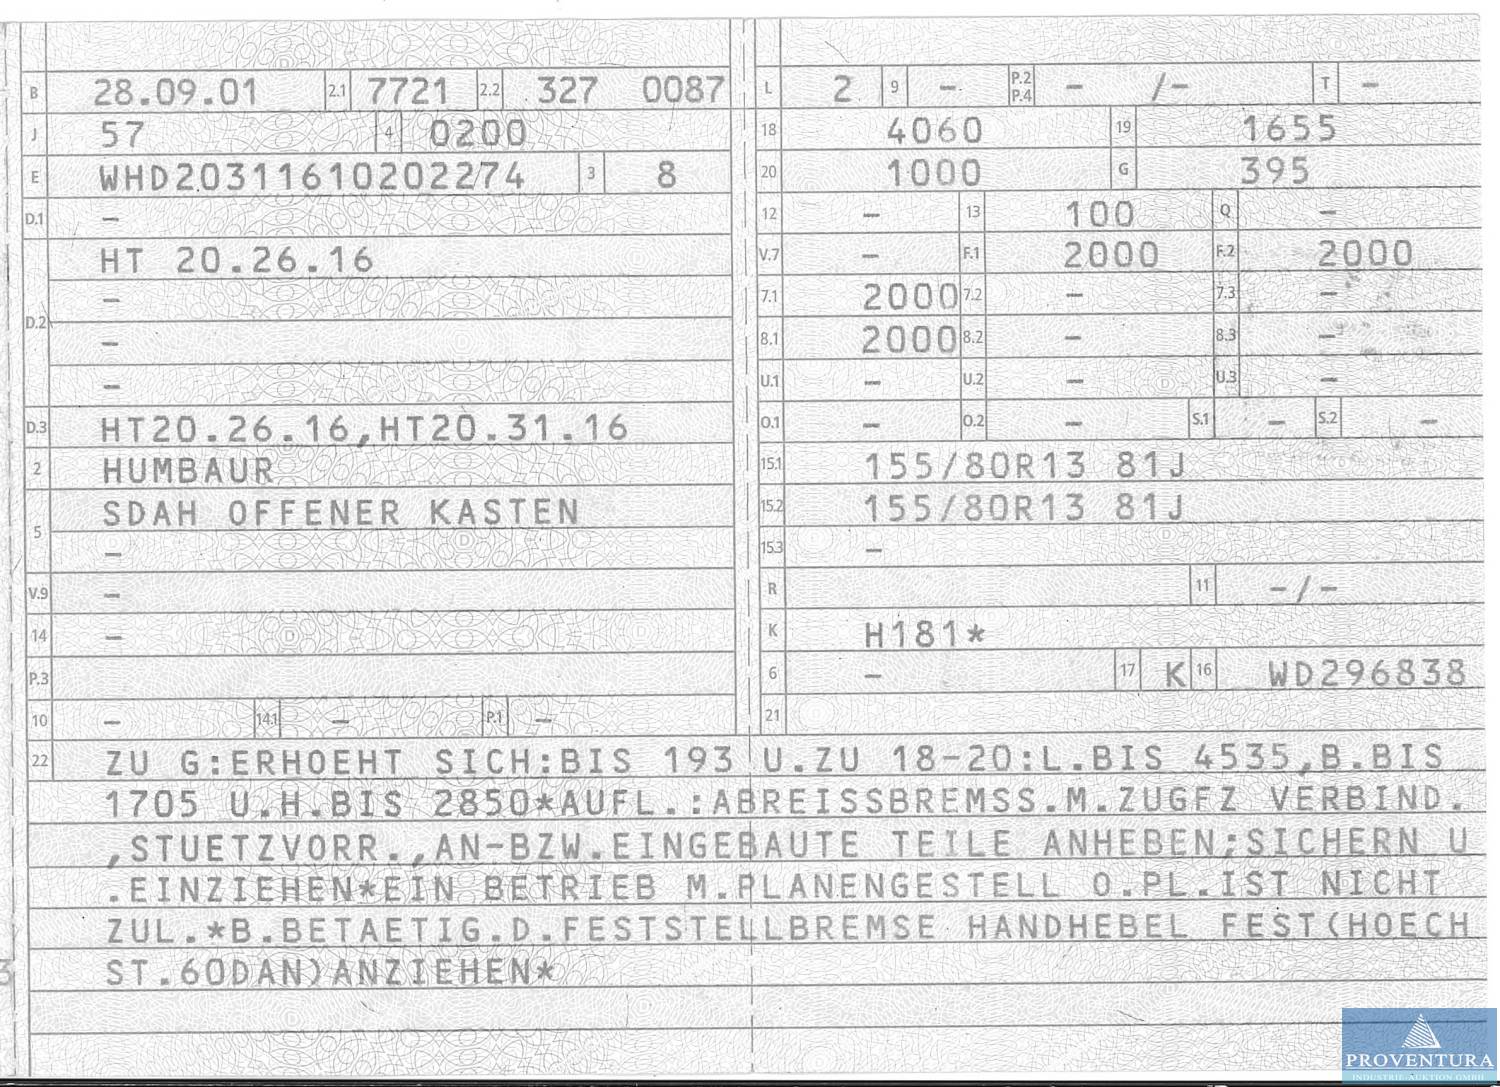 B 28.09.01 2.1 7721 2.2 327 0087
J 57 4 0200
E WHD20311610202274 3 8
D.1 –
HT 20.26.16
–
D.2
–
–
D.3 HT20.26.16,HT20.31.16
2 HUMBAUR
SDAH OFFENER KASTEN
5
–
V.9 –
14 –
P.3
10 – 14.1 – P.1 –
L 2 9 – P.2 P.4 – /– T –
18 4060 19 1655
20 1000 G 395
12 – 13 100 Q –
V.7 – F.1 2000 F.2 2000
7.1 2000 7.2 – 7.3 –
8.1 2000 8.2 – 8.3 –
U.1 – U.2 – U.3 –
O.1 – O.2 – S.1 – S.2 –
15.1 155/80R13 81J
15.2 155/80R13 81J
15.3 –
R 11 –/–
K H181*
6 – 17 K 16 WD296838
21
22 ZU G:ERHOEHT SICH:BIS 193 U.ZU 18-20:L.BIS 4535,B.BIS
1705 U.H.BIS 2850*AUFL.:ABREISSBREMSS.M.ZUGFZ VERBIND.
,STUETZVORR.,AN-BZW.EINGEBAUTE TEILE ANHEBEN;SICHERN U
.EINZIEHEN*EIN BETRIEB M.PLANENGESTELL O.PL.IST NICHT
ZUL.*B.BETAETIG.D.FESTSTELLBREMSE HANDHEBEL FEST(HOECH
ST.60DAN)ANZIEHEN*
3
PROVENTURA
INDUSTRIE-AUKTION GMBH